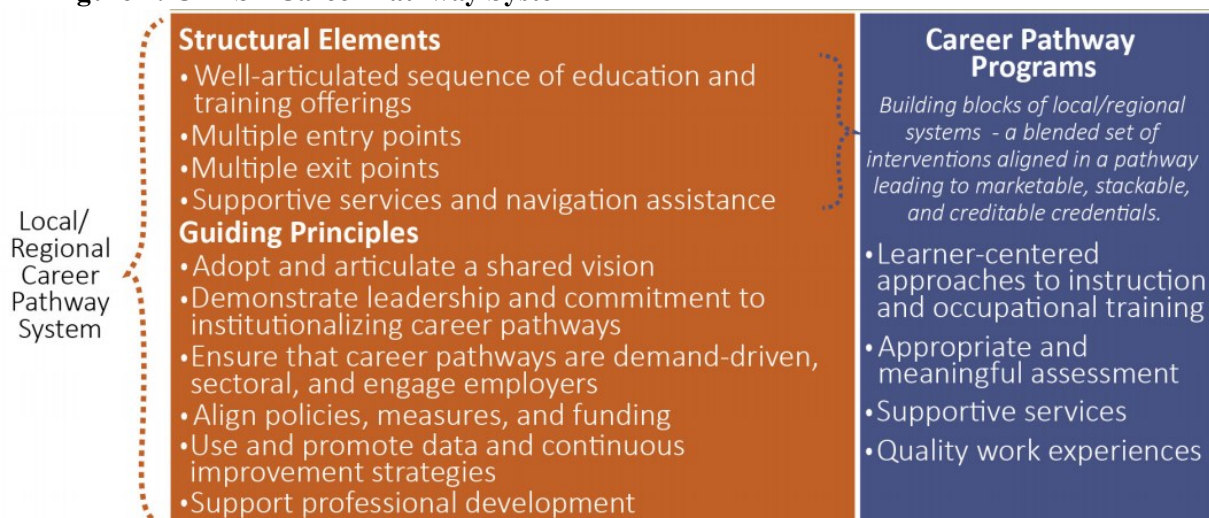 Local/
Regional
Career
Pathway
System
Structural Elements
•Well-articulated sequence of education and
training offerings
•Multiple entry points
•Multiple exit points
•Supportive services and navigation assistance
Guiding Principles
•Adopt and articulate a shared vision
•Demonstrate leadership and commitment to
institutionalizing career pathways
•Ensure that career pathways are demand-driven,
sectoral, and engage employers
•Align policies, measures, and funding
•Use and promote data and continuous
improvement strategies
•Support professional development
Career Pathway
Programs
Building blocks of local/regional
systems - a blended set of
interventions aligned in a pathway
leading to marketable, stackable,
and creditable credentials.
•Learner-centered
approaches to instruction
and occupational training
•Appropriate and
meaningful assessment
•Supportive services
•Quality work experiences